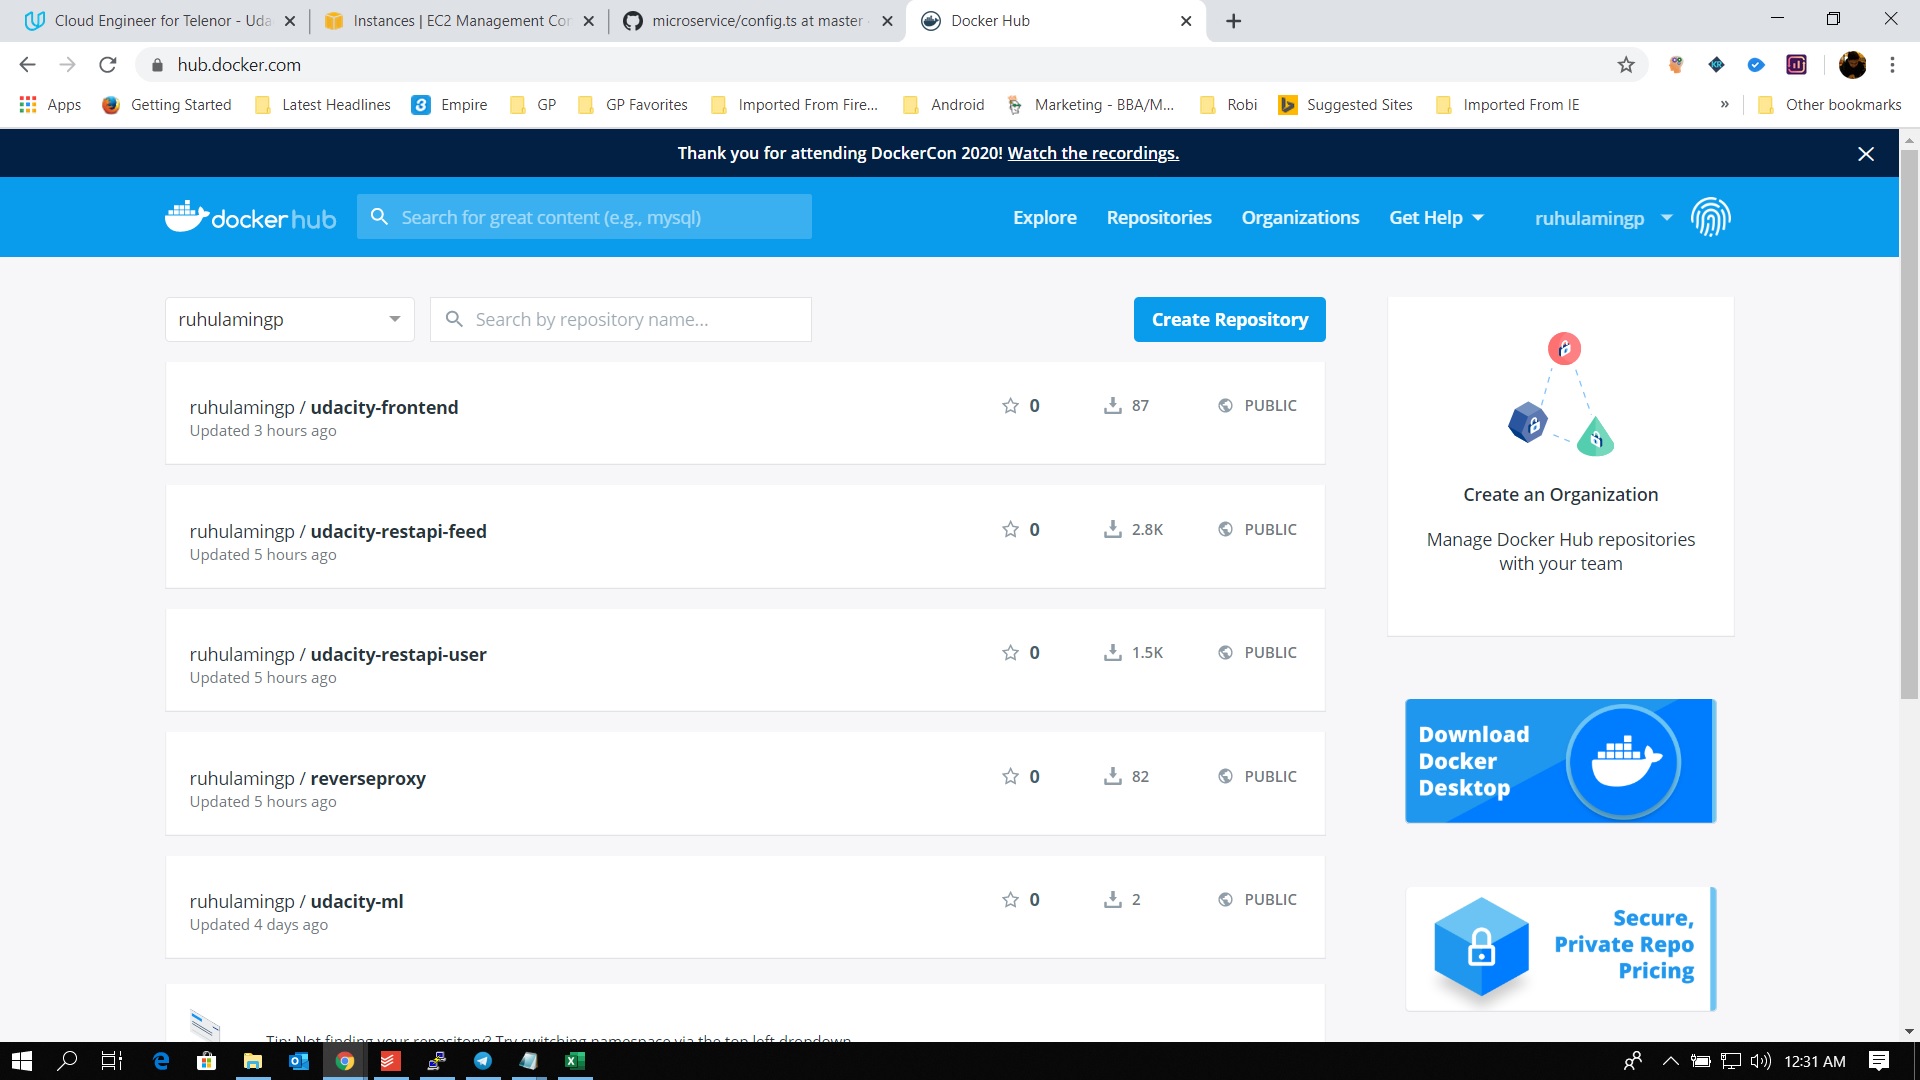 Cloud Engineer for Telenor - Uda
Instances | EC2 Management Con
microservice/config.ts at master
Docker Hub
hub.docker.com
Apps
Getting Started
Latest Headlines
Empire
GP
GP Favorites
Imported From Fire...
Android
Marketing - BBA/M...
Robi
Suggested Sites
Imported From IE
»
Other bookmarks
Thank you for attending DockerCon 2020! Watch the recordings.
docker hub
Search for great content (e.g., mysql)
Explore
Repositories
Organizations
Get Help
ruhulamingp
ruhulamingp
Search by repository name...
Create Repository
ruhulamingp / udacity-frontend
Updated 3 hours ago
0
87
PUBLIC
ruhulamingp / udacity-restapi-feed
Updated 5 hours ago
0
2.8K
PUBLIC
ruhulamingp / udacity-restapi-user
Updated 5 hours ago
0
1.5K
PUBLIC
ruhulamingp / reverseproxy
Updated 5 hours ago
0
82
PUBLIC
ruhulamingp / udacity-ml
Updated 4 days ago
0
2
PUBLIC
Tip: Not finding your repository? Try switching namespace via the top left dropdown.
Create an Organization
Manage Docker Hub repositories
with your team
Download
Docker
Desktop
Secure,
Private Repo
Pricing
12:31 AM